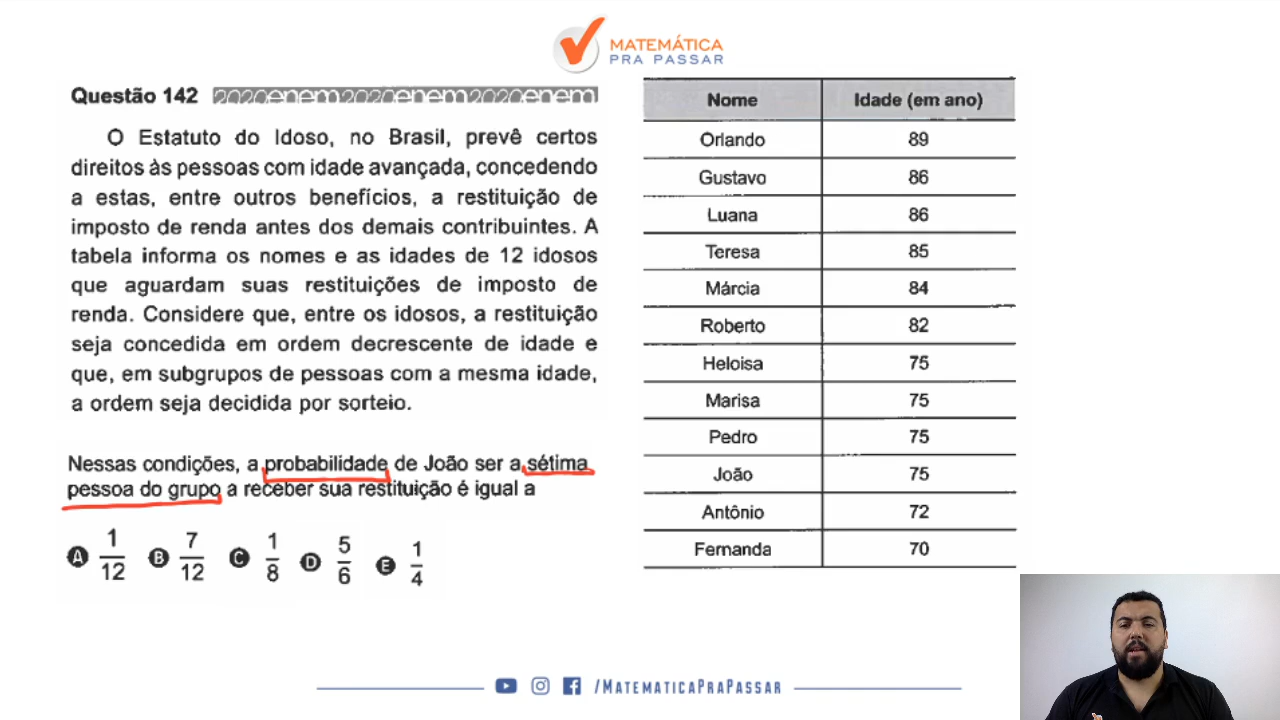 MATEMÁTICA
PRA PASSAR
Questão 142 2020enem2020enem2020enem
O Estatuto do Idoso, no Brasil, prevê certos
direitos às pessoas com idade avançada, concedendo
a estas, entre outros benefícios, a restituição de
imposto de renda antes dos demais contribuintes. A
tabela informa os nomes e as idades de 12 idosos
que aguardam suas restituições de imposto de
renda. Considere que, entre os idosos, a restituição
seja concedida em ordem decrescente de idade e
que, em subgrupos de pessoas com a mesma idade,
a ordem seja decidida por sorteio.
Nessas condições, a probabilidade de João ser a sétima
pessoa do grupo a receber sua restituição é igual a
A 1/12 B 7/12 C 1/8 D 5/6 E 1/4
Nome Idade (em ano)
Orlando 89
Gustavo 86
Luana 86
Teresa 85
Márcia 84
Roberto 82
Heloisa 75
Marisa 75
Pedro 75
João 75
Antônio 72
Fernanda 70
/MATEMATICAPRAPASSAR